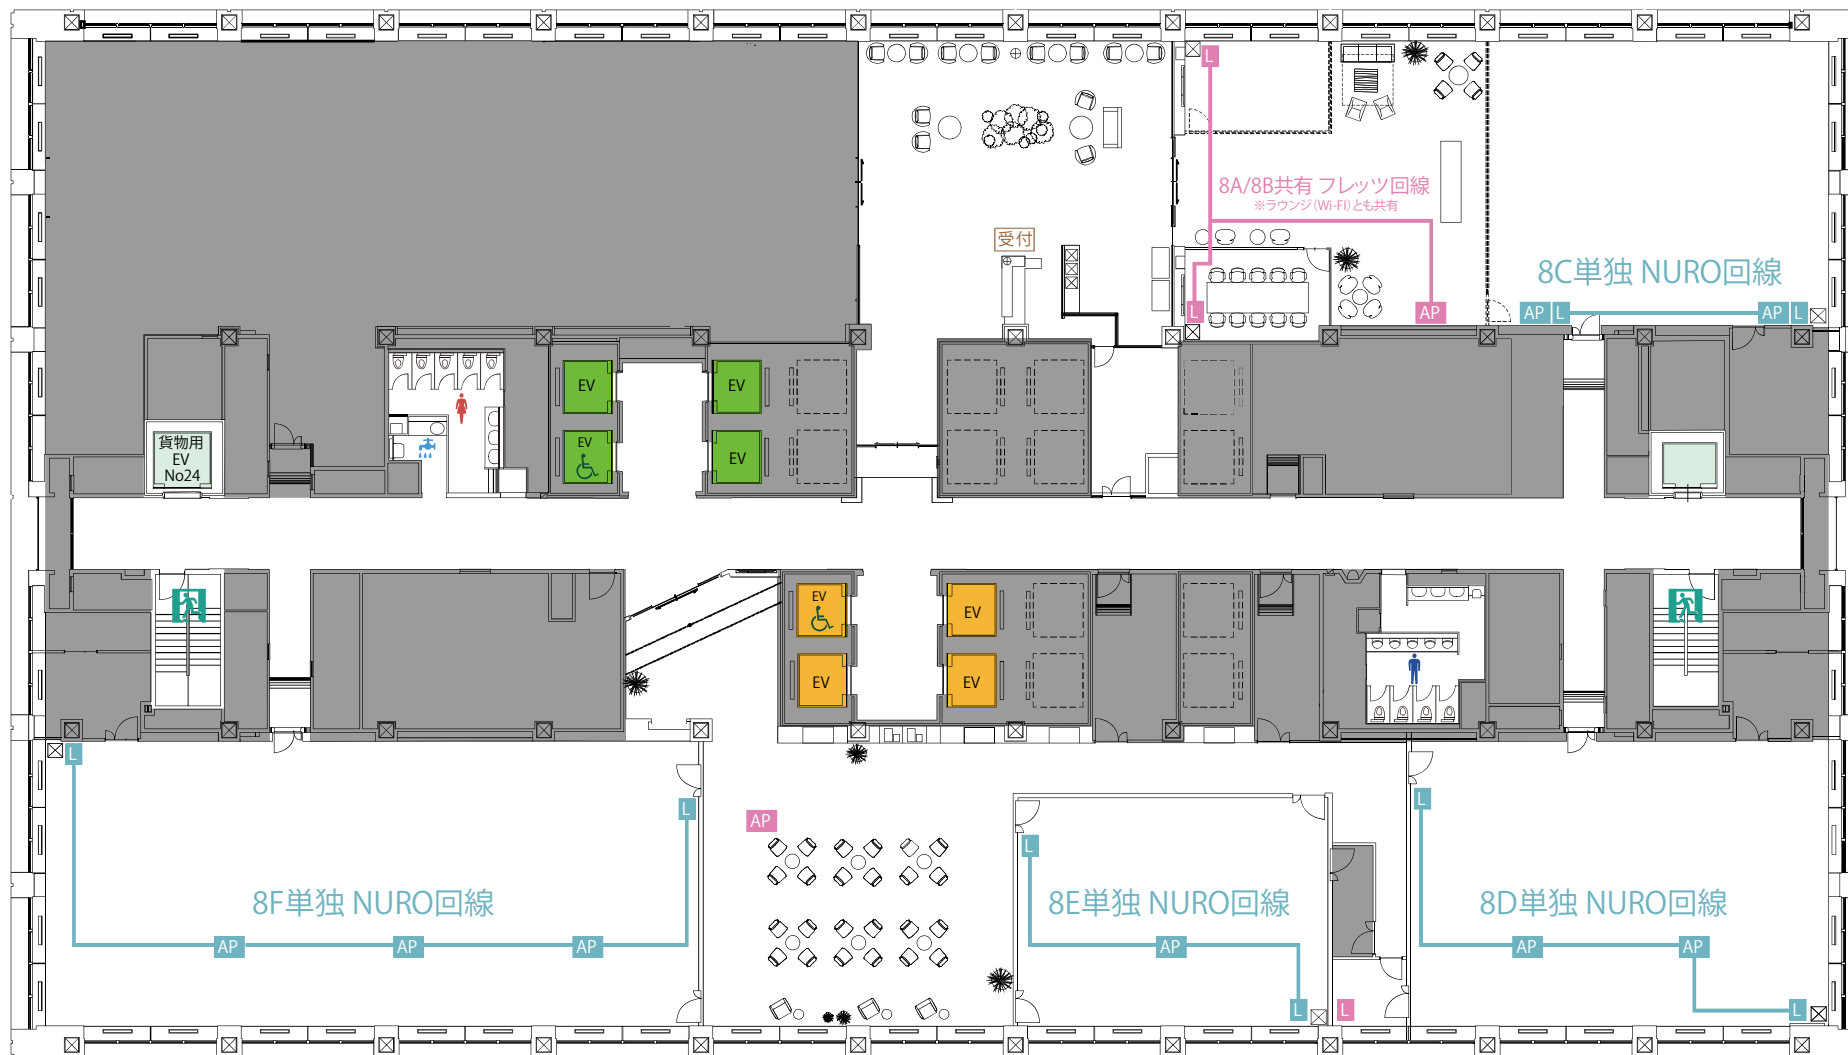 L
8A/8B共有 フレッツ回線
※ラウンジ(Wi-FI)とも共有
受付
L
AP
8C単独 NURO回線
AP
L
AP
L
EV
EV
EV
EV
貨物用
EV
No24
EV
EV
EV
EV
L
L
AP
L
L
8F単独 NURO回線
8E単独 NURO回線
8D単独 NURO回線
AP
AP
AP
AP
AP
AP
L
L
L